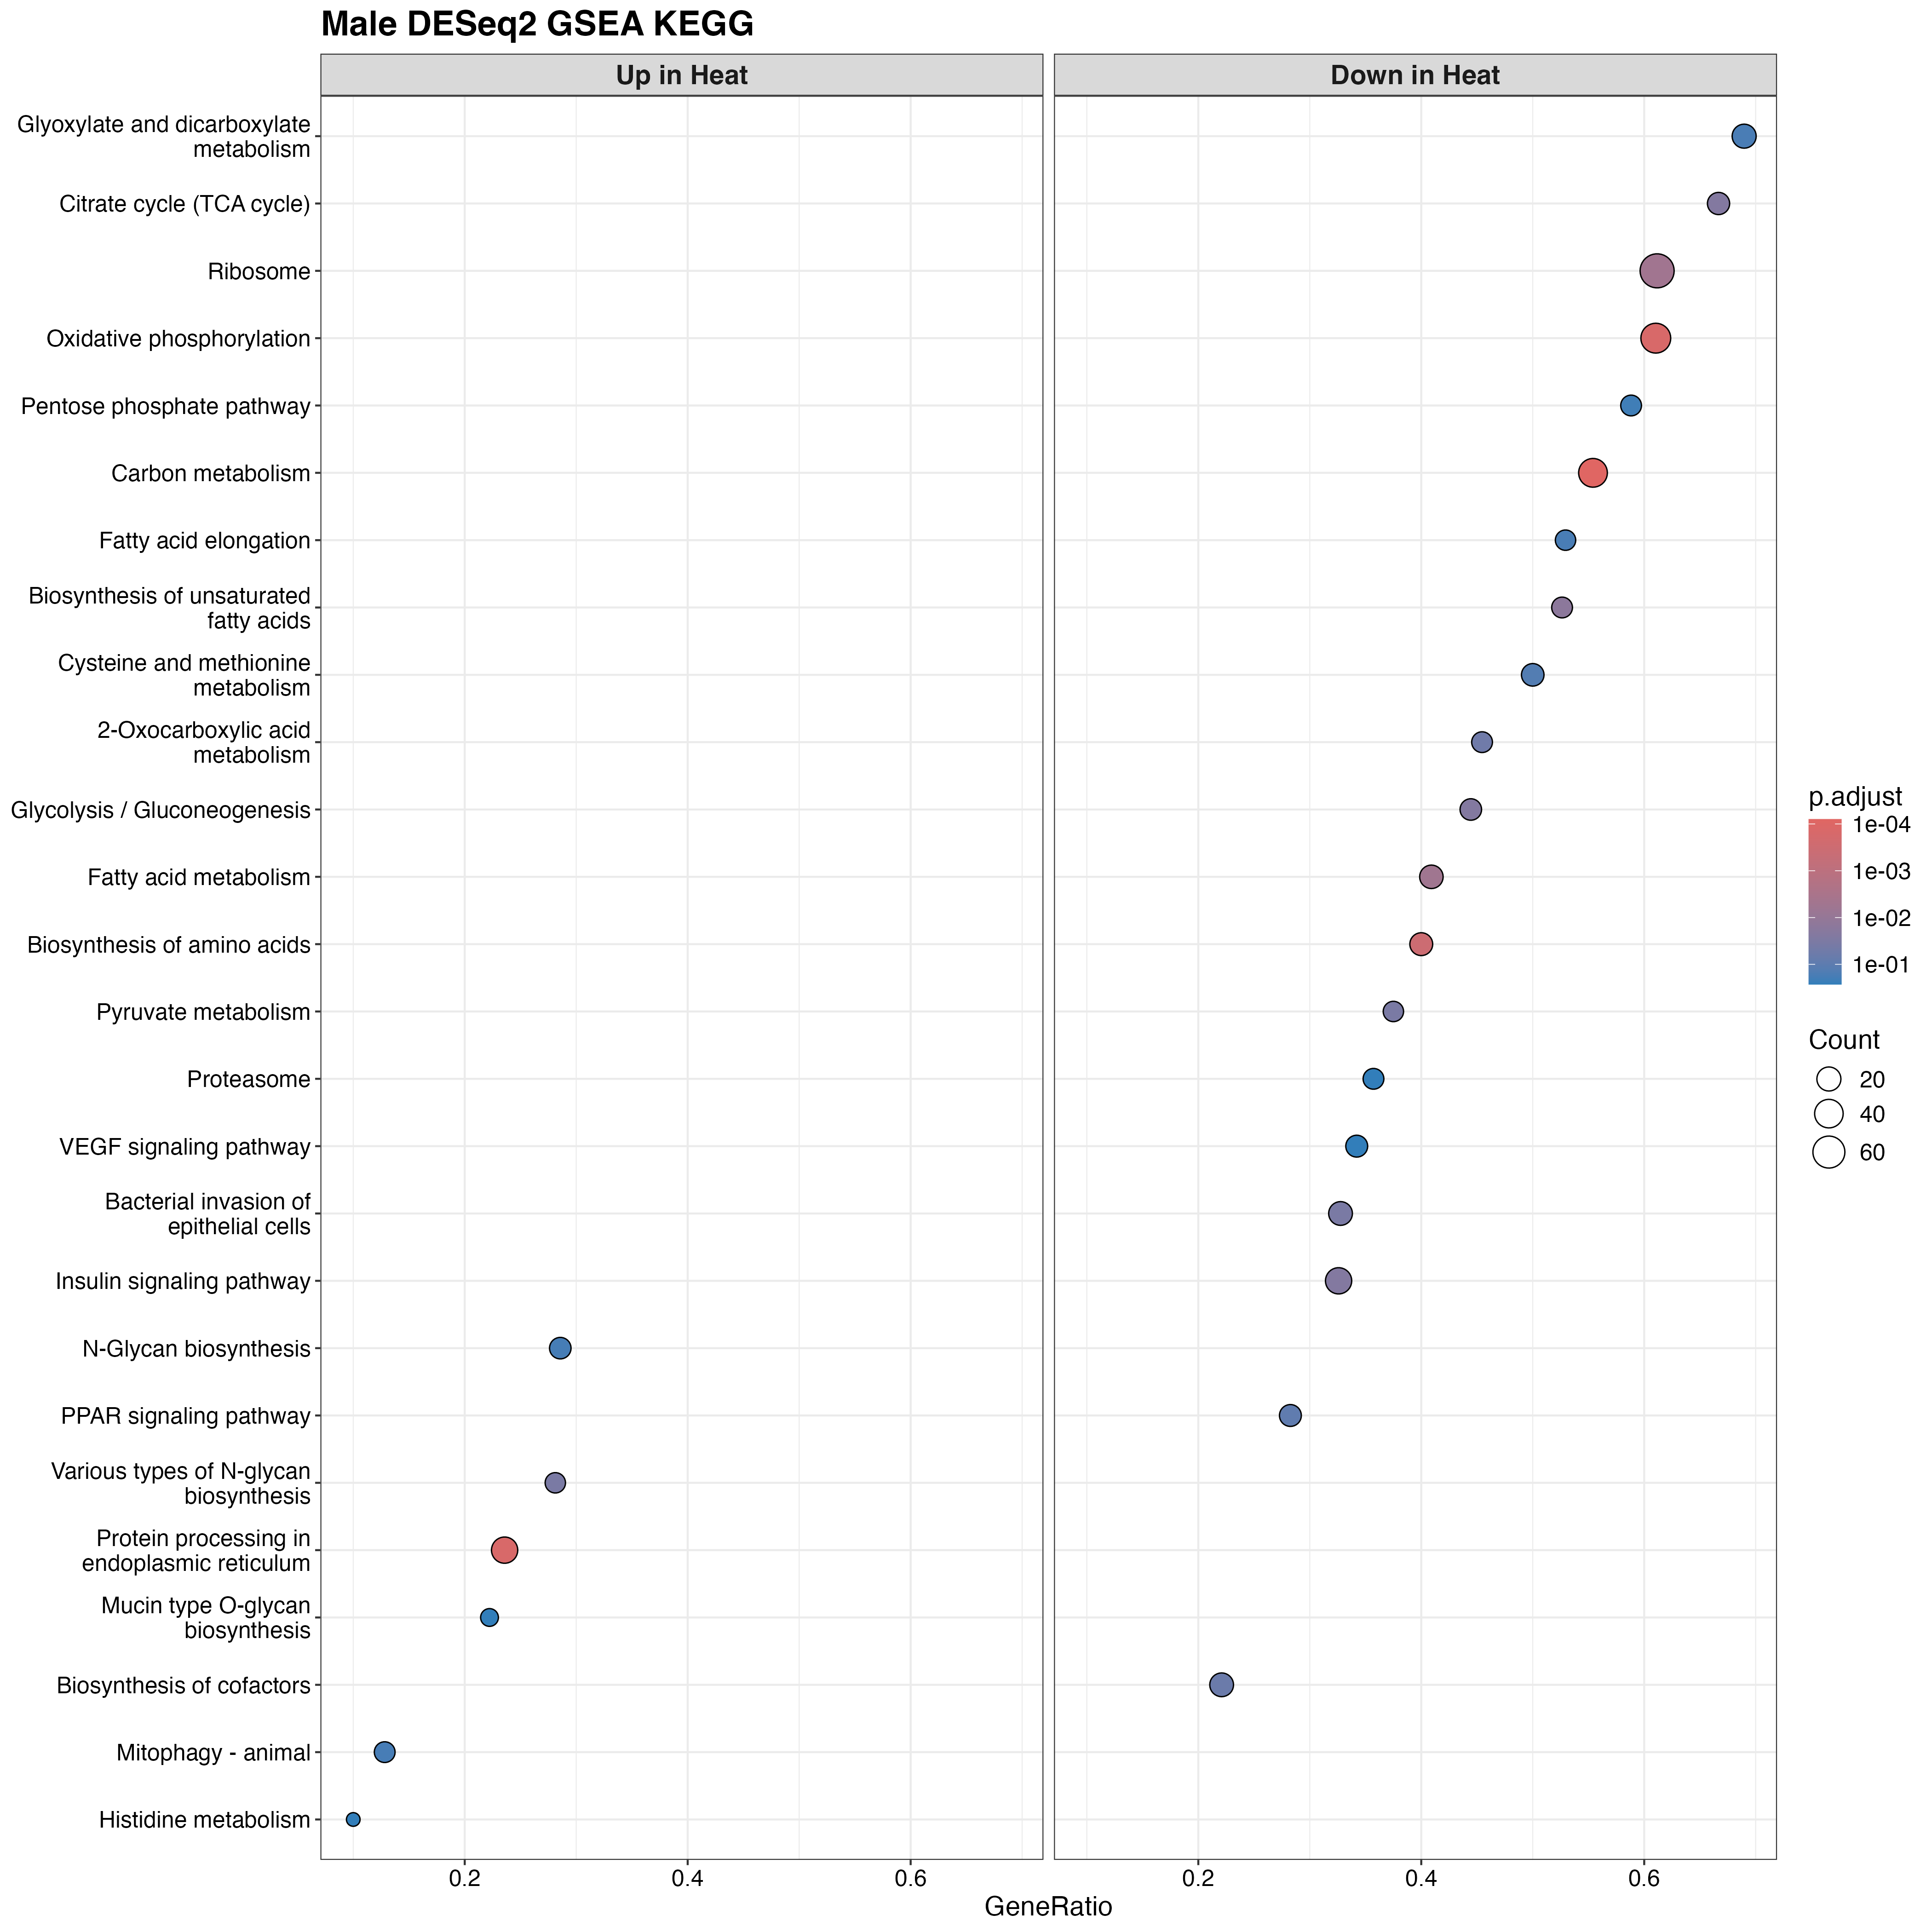 Male DESeq2 GSEA KEGG
Up in Heat
Down in Heat
Glyoxylate and dicarboxylate
metabolism
Citrate cycle (TCA cycle)
Ribosome
Oxidative phosphorylation
Pentose phosphate pathway
Carbon metabolism
Fatty acid elongation
Biosynthesis of unsaturated
fatty acids
Cysteine and methionine
metabolism
2-Oxocarboxylic acid
metabolism
Glycolysis / Gluconeogenesis
Fatty acid metabolism
Biosynthesis of amino acids
Pyruvate metabolism
Proteasome
VEGF signaling pathway
Bacterial invasion of
epithelial cells
Insulin signaling pathway
N-Glycan biosynthesis
PPAR signaling pathway
Various types of N-glycan
biosynthesis
Protein processing in
endoplasmic reticulum
Mucin type O-glycan
biosynthesis
Biosynthesis of cofactors
Mitophagy - animal
Histidine metabolism
0.2 0.4 0.6
0.2 0.4 0.6
GeneRatio
p.adjust
1e-04
1e-03
1e-02
1e-01
Count
20
40
60